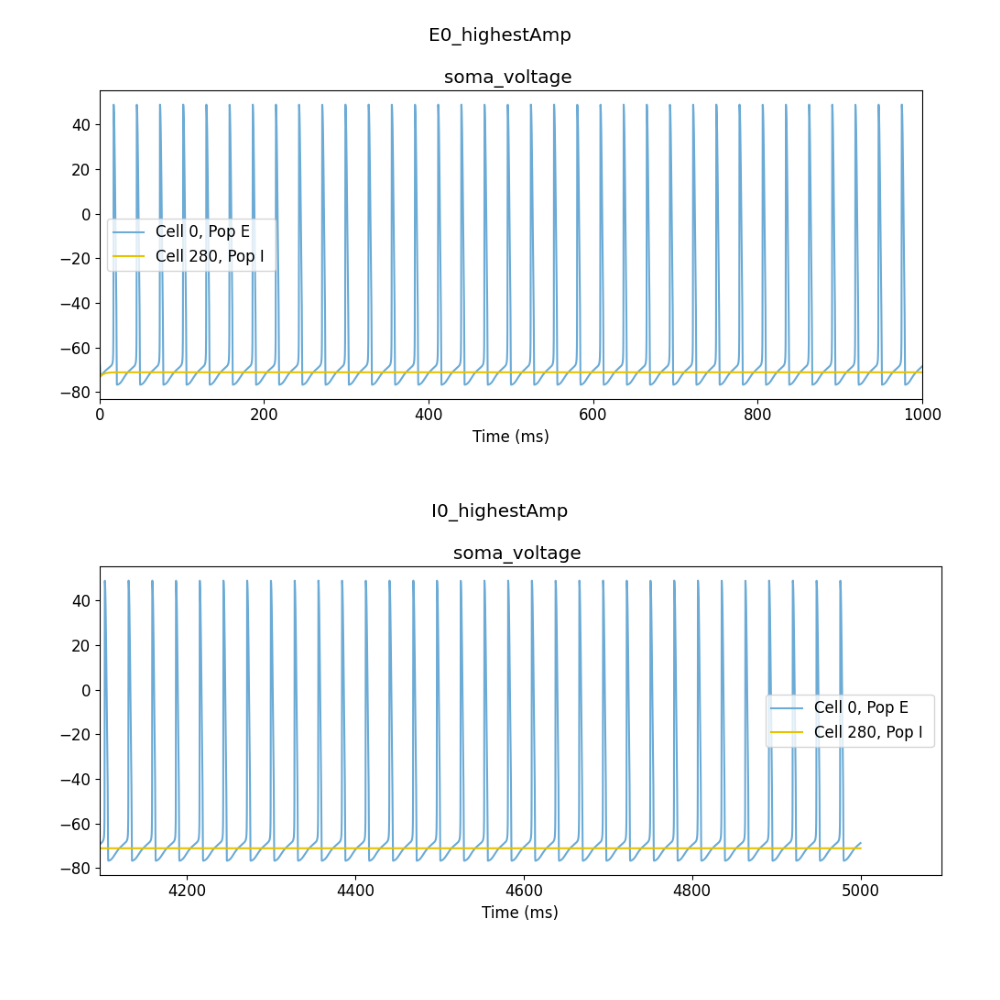 E0_highestAmp
soma_voltage
40
20
0
−20
−40
−60
−80
Cell 0, Pop E
Cell 280, Pop I
0 200 400 600 800 1000
Time (ms)
I0_highestAmp
soma_voltage
40
20
0
−20
−40
−60
−80
Cell 0, Pop E
Cell 280, Pop I
4200 4400 4600 4800 5000
Time (ms)